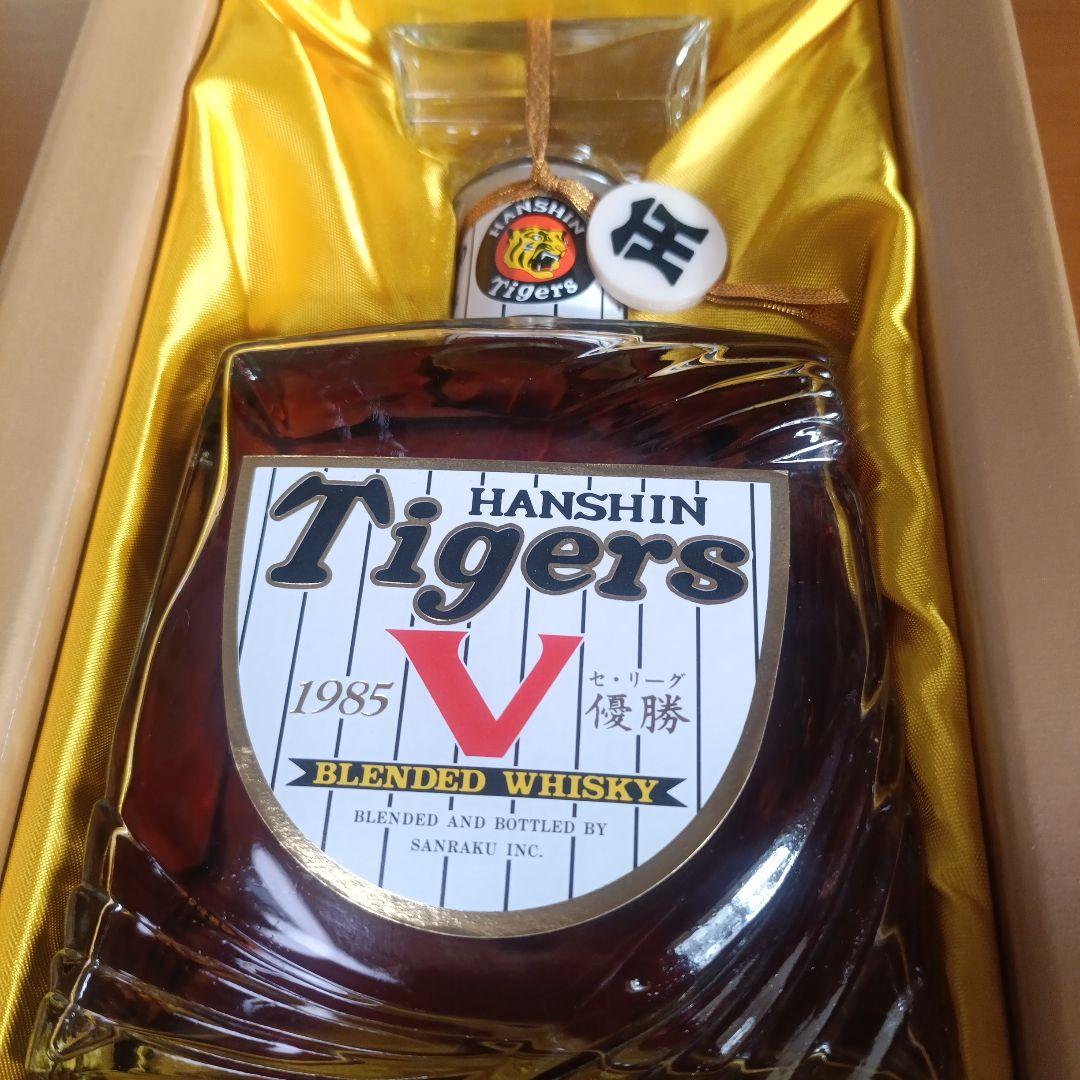 HANSHIN
Tigers
HANSHIN
Tigers
1985
V
セ・リーグ
優勝
BLENDED WHISKY
BLENDED AND BOTTLED BY
SANRAKU INC.